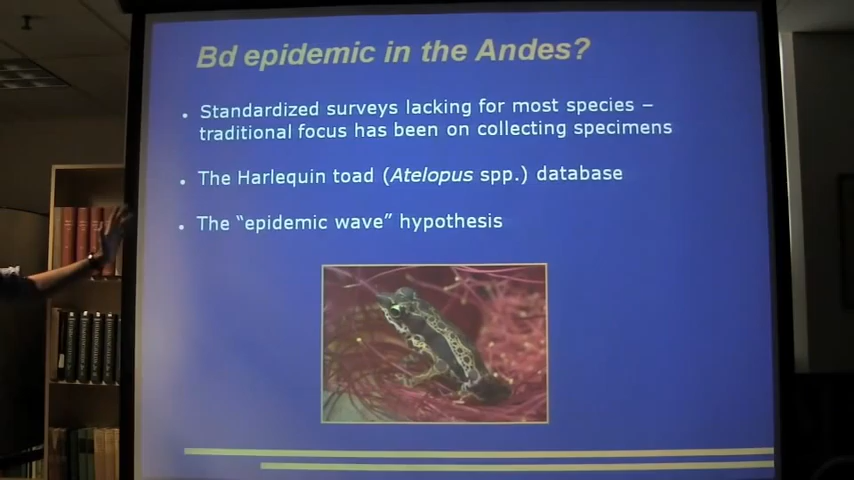 Bd epidemic in the Andes?
• Standardized surveys lacking for most species –
traditional focus has been on collecting specimens
• The Harlequin toad (Atelopus spp.) database
• The “epidemic wave” hypothesis